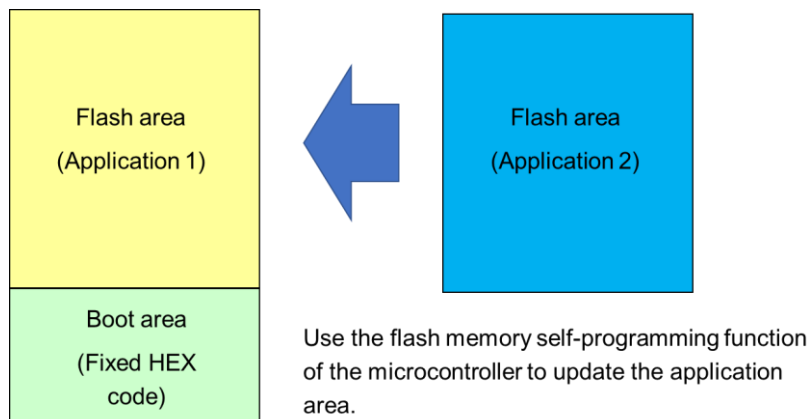 Flash area
(Application 1)
Flash area
(Application 2)
Boot area
(Fixed HEX
code)
Use the flash memory self-programming function
of the microcontroller to update the application
area.